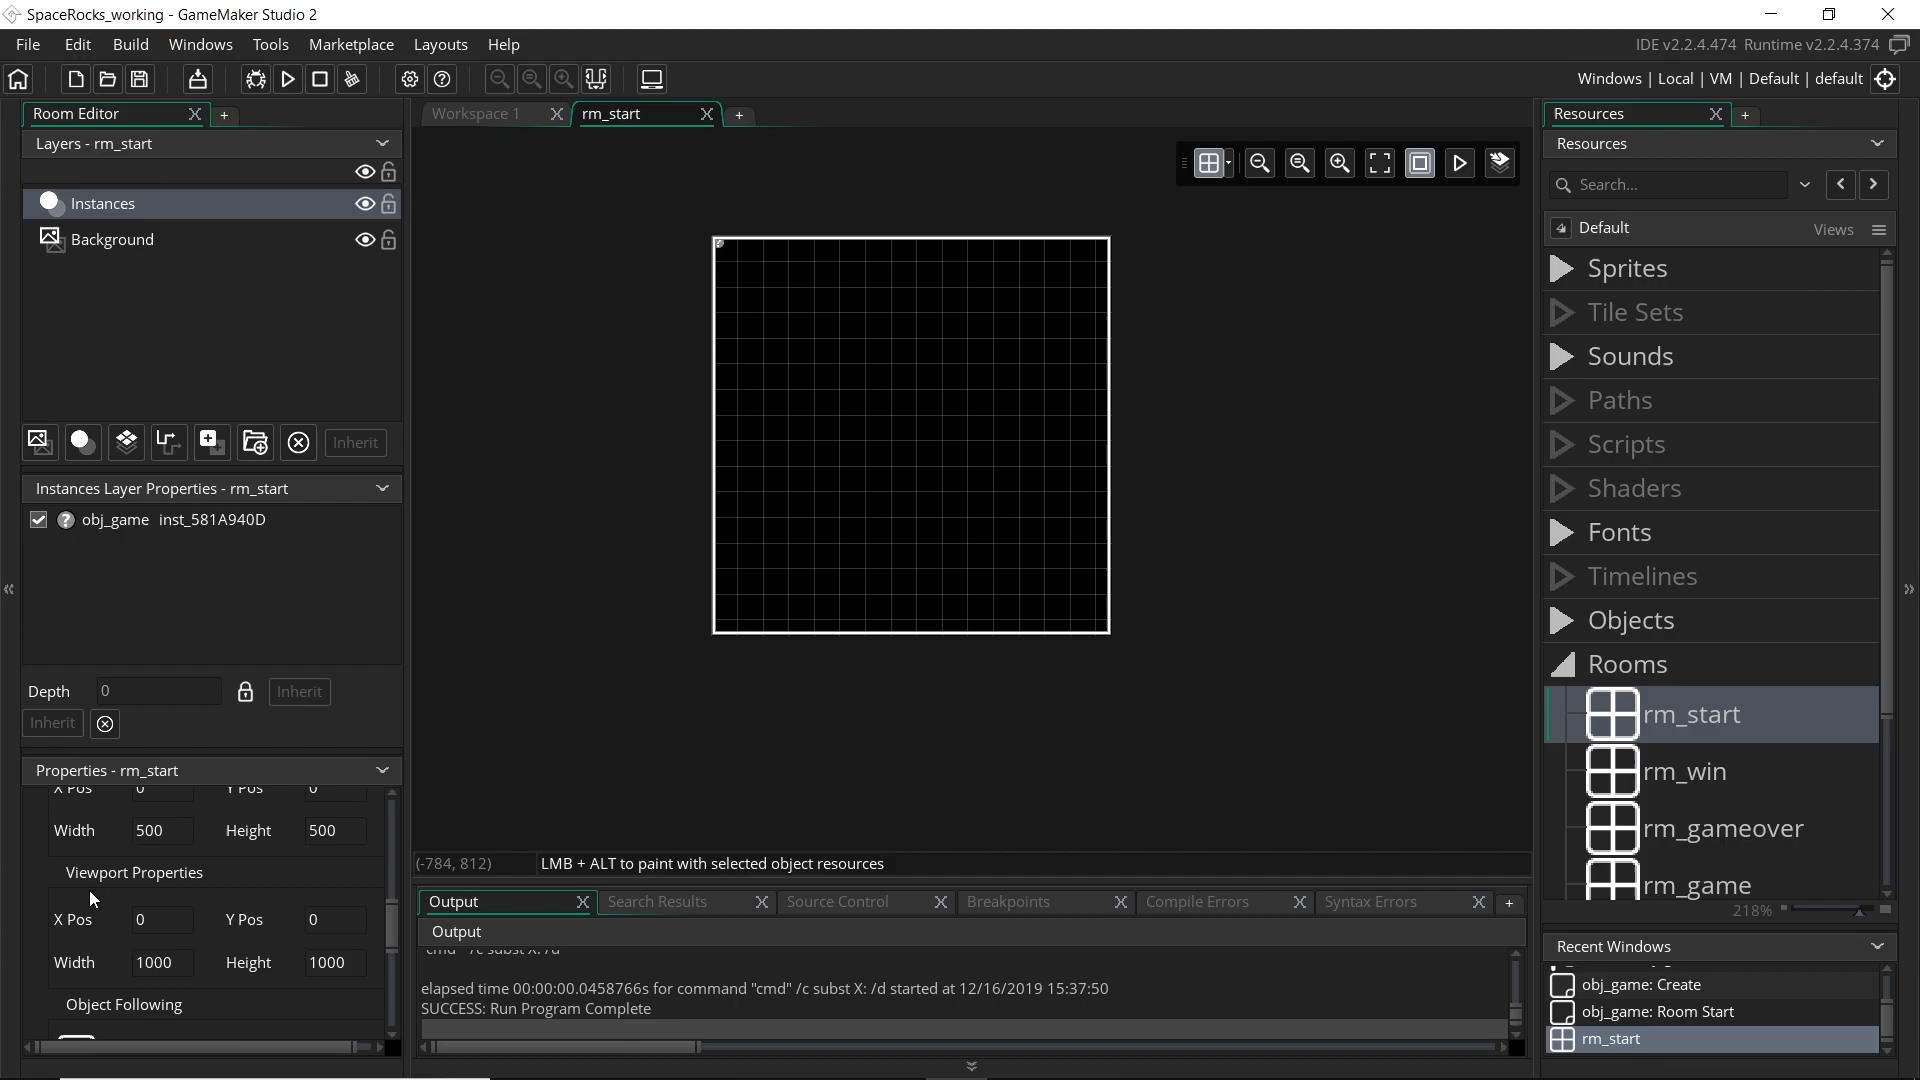 SpaceRocks_working - GameMaker Studio 2
File Edit Build Windows Tools Marketplace Layouts Help
IDE v2.2.4.474 Runtime v2.2.4.374
Windows | Local | VM | Default | default
Room Editor
Layers - rm_start
Instances
Background
Inherit
Instances Layer Properties - rm_start
obj_game inst_581A940D
Depth 0 Inherit
Inherit
Properties - rm_start
X Pos 0 Y Pos 0
Width 500 Height 500
Viewport Properties
X Pos 0 Y Pos 0
Width 1000 Height 1000
Object Following
Workspace 1 rm_start
(-784, 812) LMB + ALT to paint with selected object resources
Output Search Results Source Control Breakpoints Compile Errors Syntax Errors
Output
"cmd" /c subst X: /d
elapsed time 00:00:00.0458766s for command "cmd" /c subst X: /d started at 12/16/2019 15:37:50
SUCCESS: Run Program Complete
Resources
Resources
Search...
Default Views
Sprites
Tile Sets
Sounds
Paths
Scripts
Shaders
Fonts
Timelines
Objects
Rooms
rm_start
rm_win
rm_gameover
rm_game
218%
Recent Windows
obj_game: Create
obj_game: Room Start
rm_start